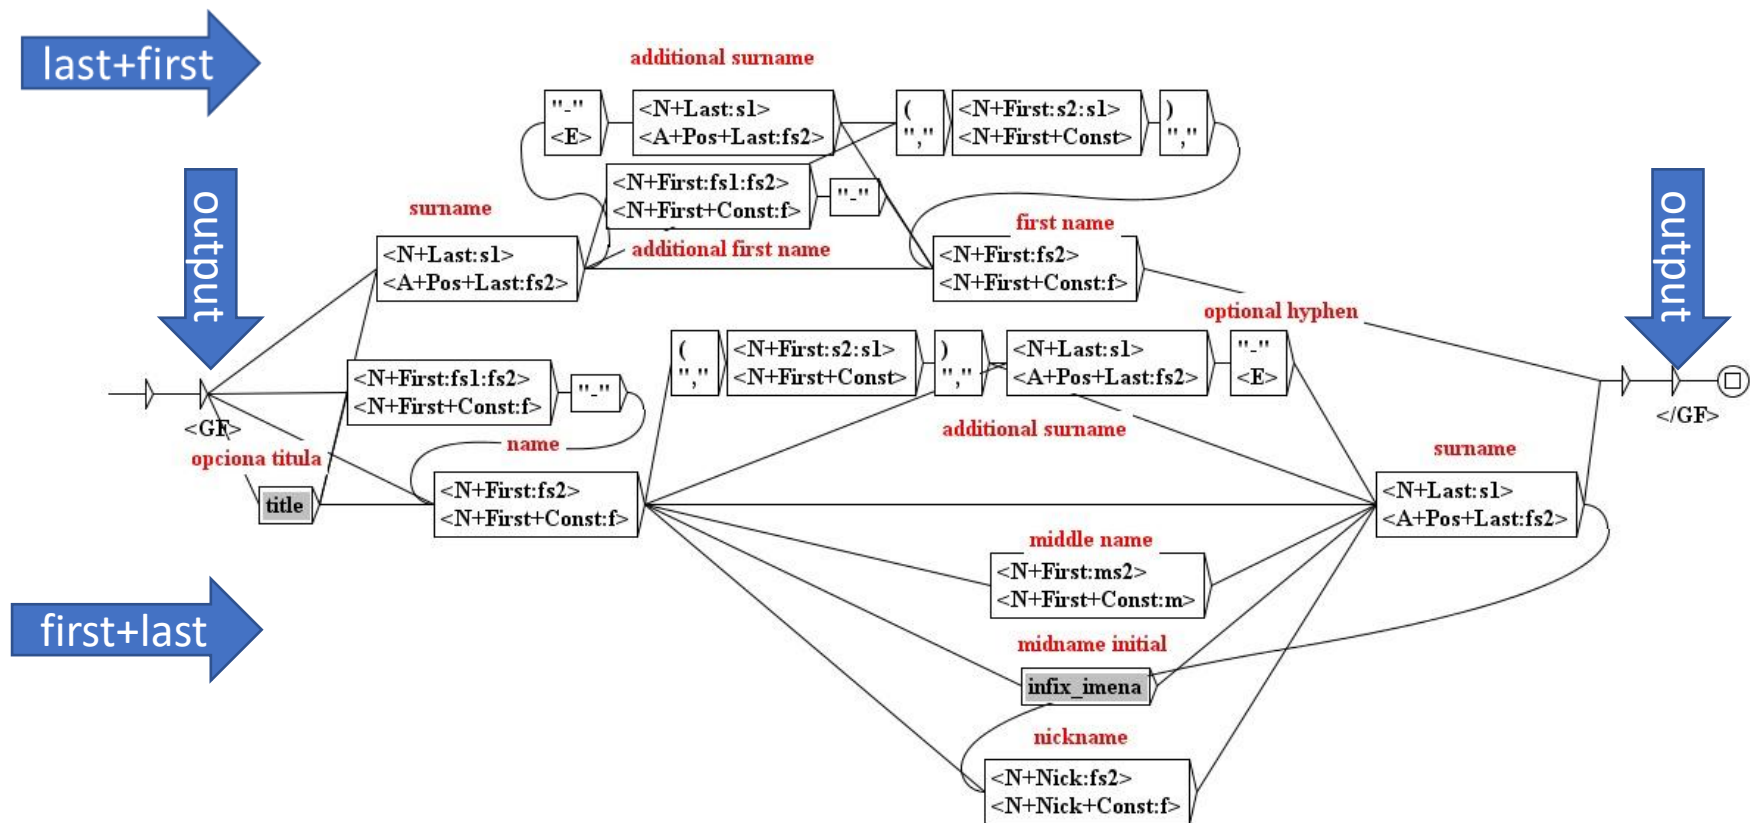 last+first
additional surname
"-"
<E>
<N+Last:s1>
<A+Pos+Last:fs2>
(
","
<N+First:s2:s1>
<N+First+Const>
)
","
output
<N+First:fs1:fs2>
<N+First+Const:f>
"-"
output
surname
first name
additional first name
<N+Last:s1>
<A+Pos+Last:fs2>
<N+First:fs2>
<N+First+Const:f>
optional hyphen
(
","
<N+First:s2:s1>
<N+First+Const>
)
","
<N+Last:s1>
<A+Pos+Last:fs2>
"-"
<E>
<N+First:fs1:fs2>
<N+First+Const:f>
"-"
<GF>
</GF>
additional surname
name
opciona titula
surname
title
<N+First:fs2>
<N+First+Const:f>
<N+Last:s1>
<A+Pos+Last:fs2>
middle name
<N+First:ms2>
<N+First+Const:m>
first+last
midname initial
infix_imena
nickname
<N+Nick:fs2>
<N+Nick+Const:f>